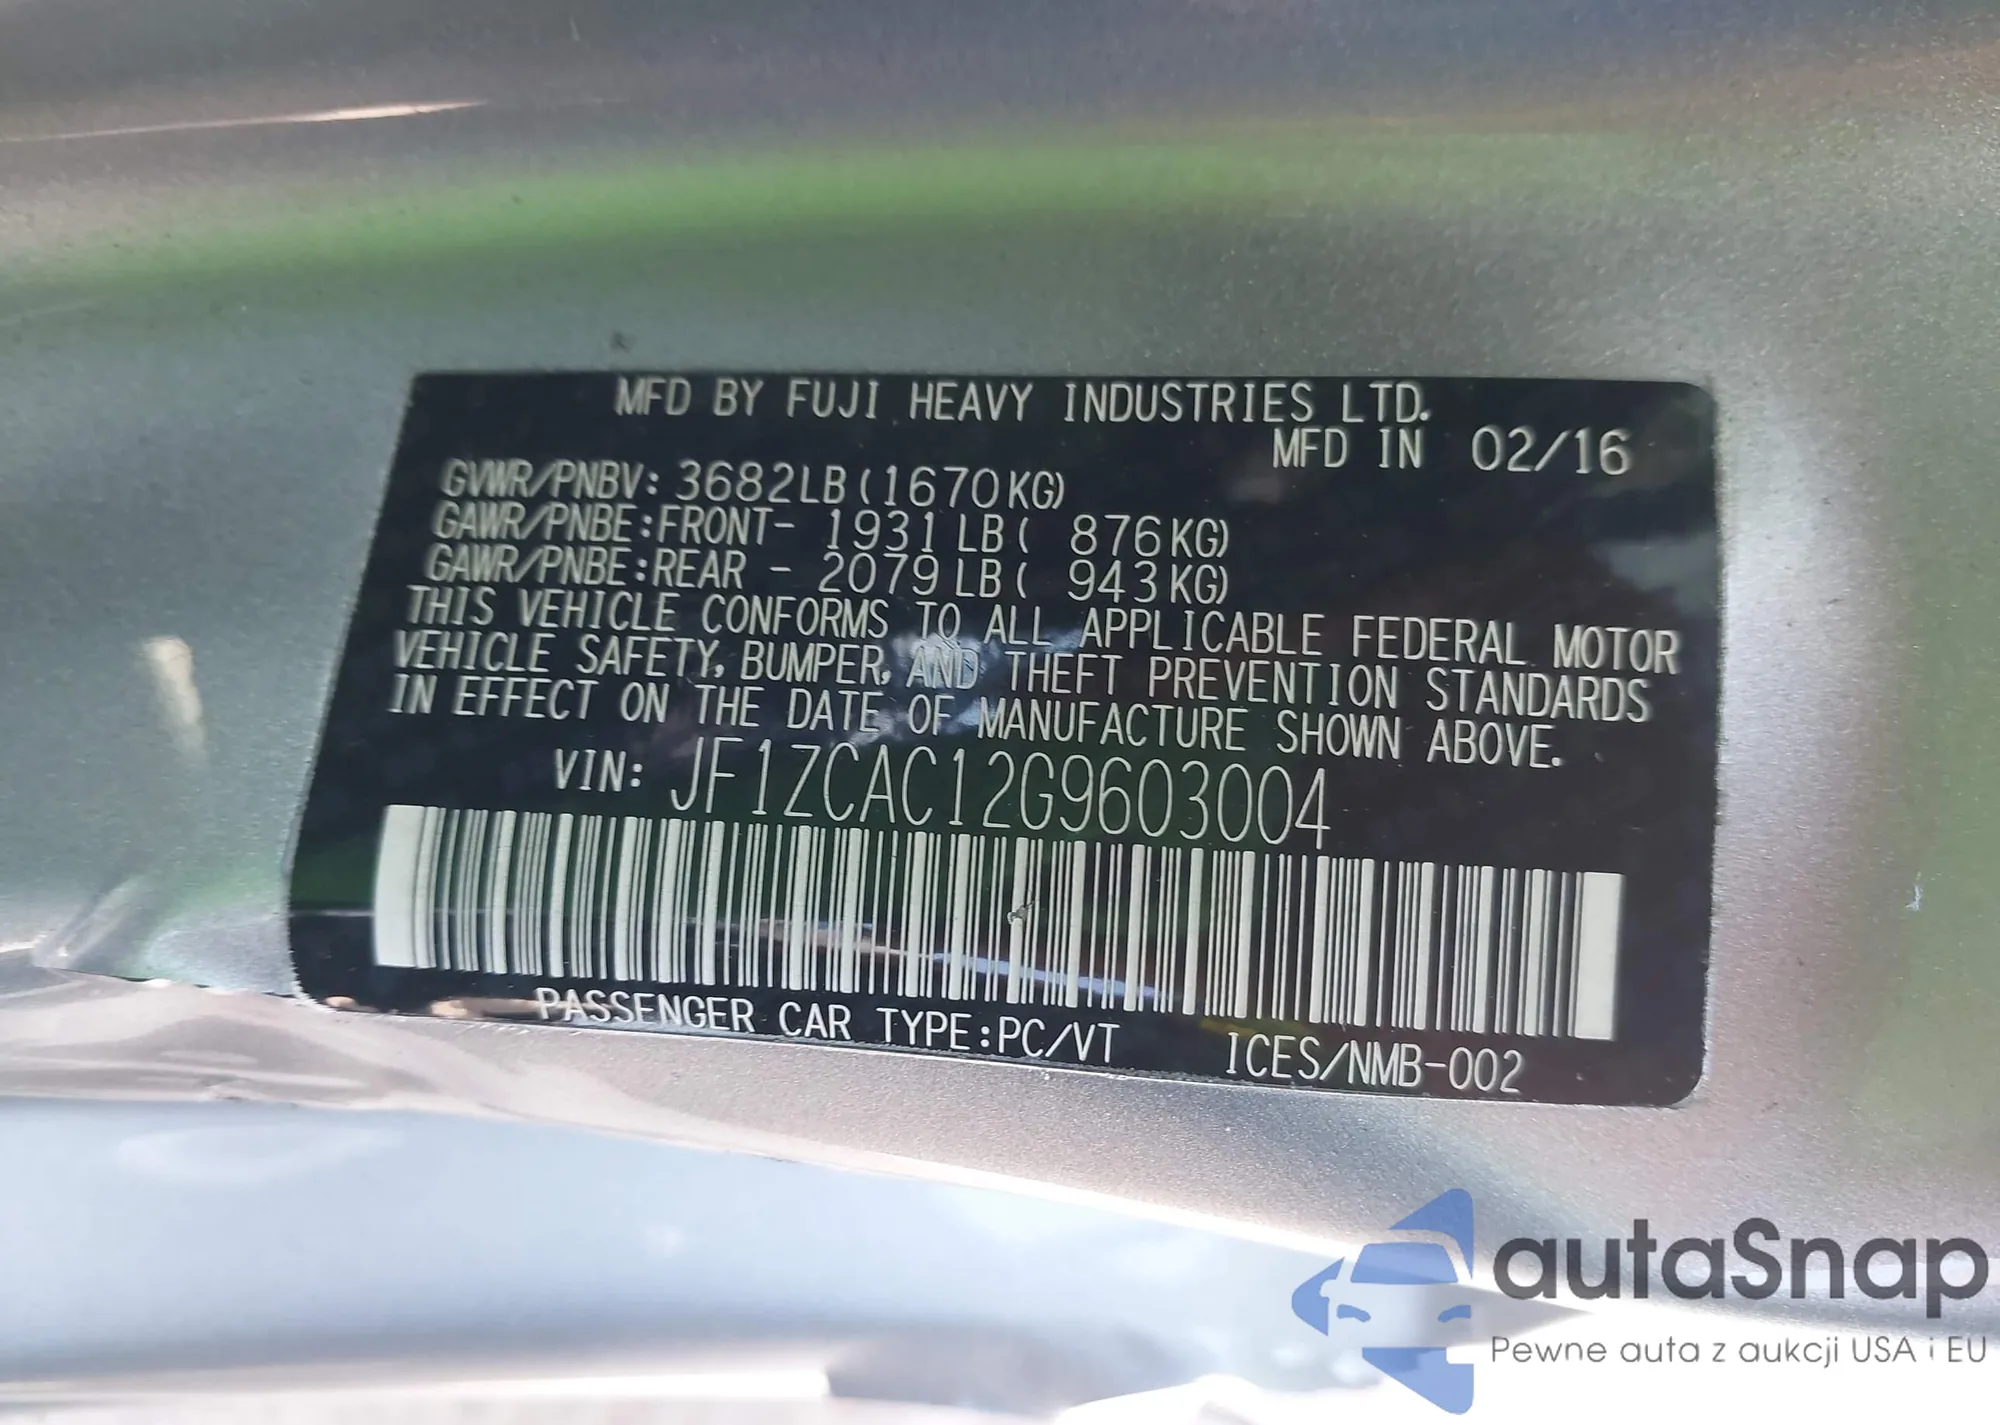 MFD BY FUJI HEAVY INDUSTRIES LTD.
MFD IN 02/16
GVWR/PNBV: 3682LB(1670KG)
GAWR/PNBE:FRONT- 1931LB( 876KG)
GAWR/PNBE:REAR - 2079LB( 943KG)
THIS VEHICLE CONFORMS TO ALL APPLICABLE FEDERAL MOTOR
VEHICLE SAFETY, BUMPER, AND THEFT PREVENTION STANDARDS
IN EFFECT ON THE DATE OF MANUFACTURE SHOWN ABOVE.
VIN: JF1ZCAC12G9603004
PASSENGER CAR TYPE:PC/VT ICES/NMB-002
autaSnap
Pewne auta z aukcji USA i EU